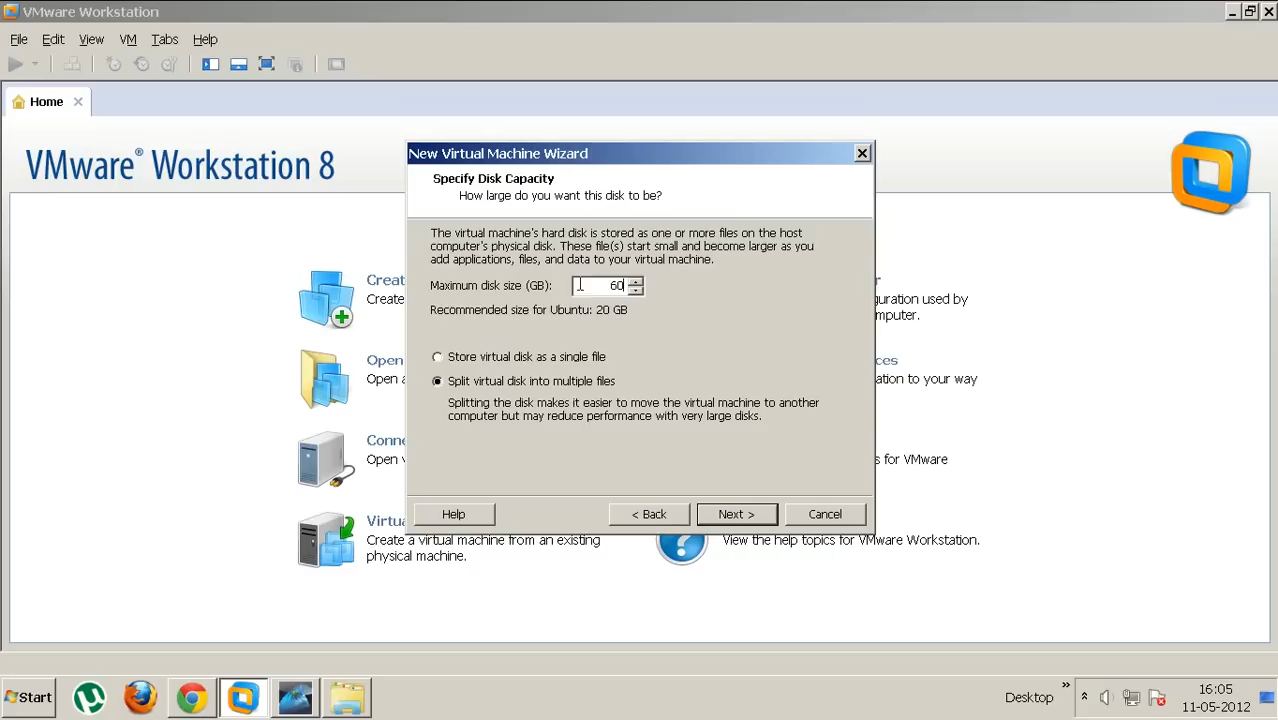 VMware Workstation
File Edit View VM Tabs Help
Home
VMware® Workstation 8
New Virtual Machine Wizard
Specify Disk Capacity
How large do you want this disk to be?
The virtual machine's hard disk is stored as one or more files on the host
computer's physical disk. These file(s) start small and become larger as you
add applications, files, and data to your virtual machine.
Maximum disk size (GB): 60
Recommended size for Ubuntu: 20 GB
Store virtual disk as a single file
Split virtual disk into multiple files
Splitting the disk makes it easier to move the virtual machine to another
computer but may reduce performance with very large disks.
Help < Back Next > Cancel
Creat
Create
Open
Open a
Conne
Open v
Virtua
Create a virtual machine from an existing
physical machine.
r
guration used by
mputer.
ces
ation to your way
s for VMware
View the help topics for VMware Workstation.
Start
Desktop
16:05
11-05-2012